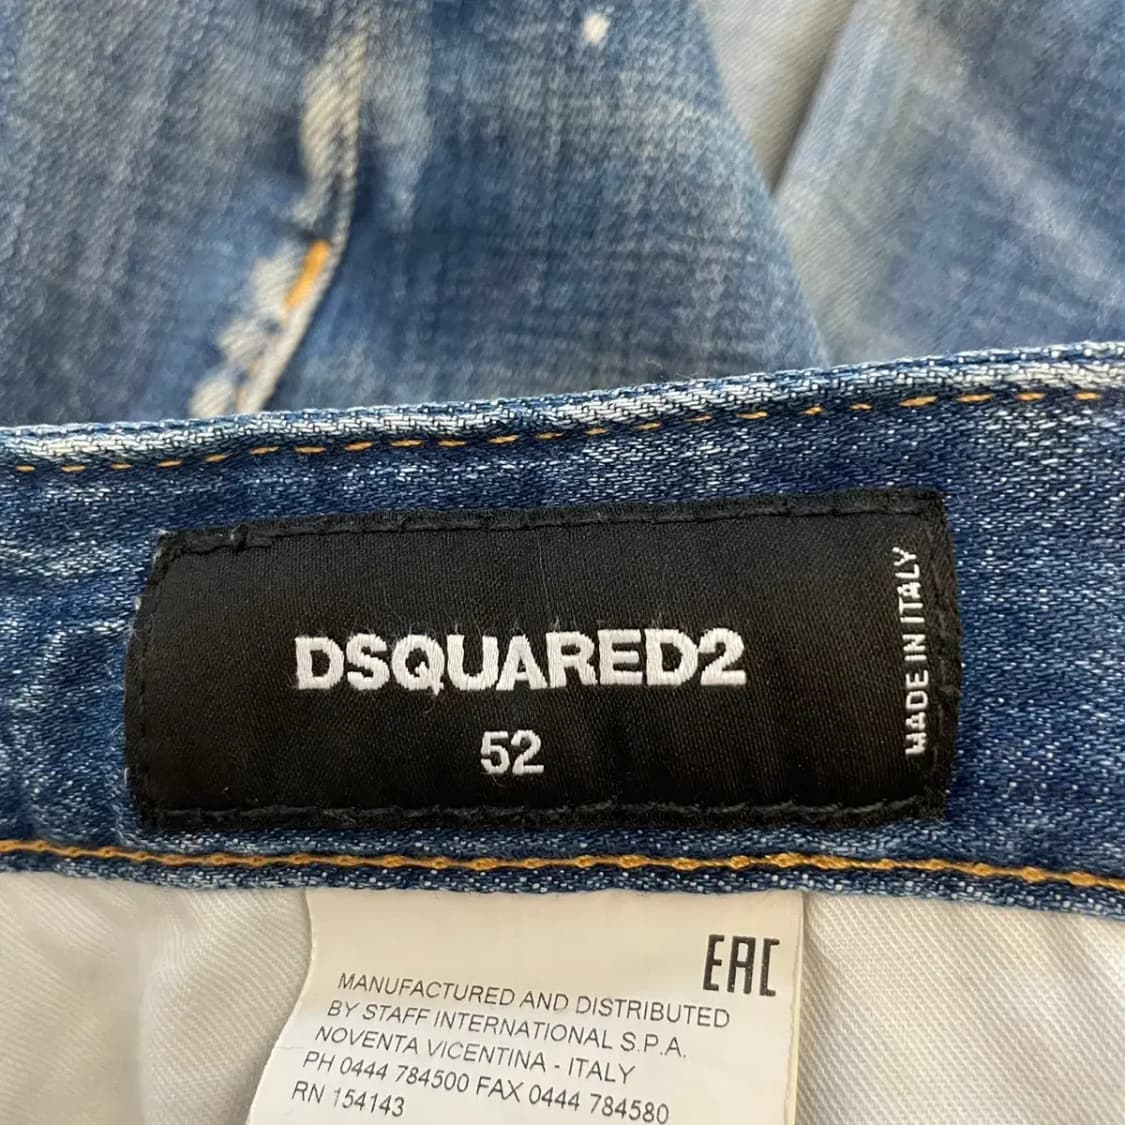 DSQUARED2
52
MADE IN ITALY
EAC
MANUFACTURED AND DISTRIBUTED
BY STAFF INTERNATIONAL S.P.A.
NOVENTA VICENTINA - ITALY
PH 0444 784500 FAX 0444 784580
RN 154143